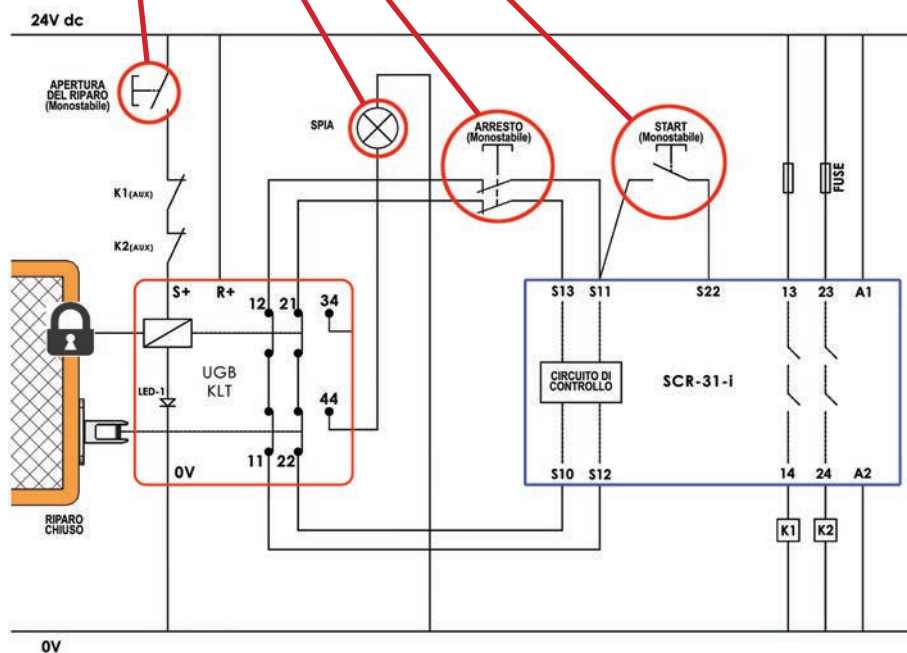 24V dc
APERTURA
DEL RIPARO
(Monostabile)
SPIA
ARRESTO
(Monostabile)
START
(Monostabile)
K1(AUX)
FUSE
K2(AUX)
S+ R+ 12 21 34
S13 S11 S22 13 23 A1
UGB
KLT
LED-1
44
CIRCUITO DI
CONTROLLO
SCR-31-i
0V 11 22
S10 S12 14 24 A2
RIPARO
CHIUSO
K1 K2
0V